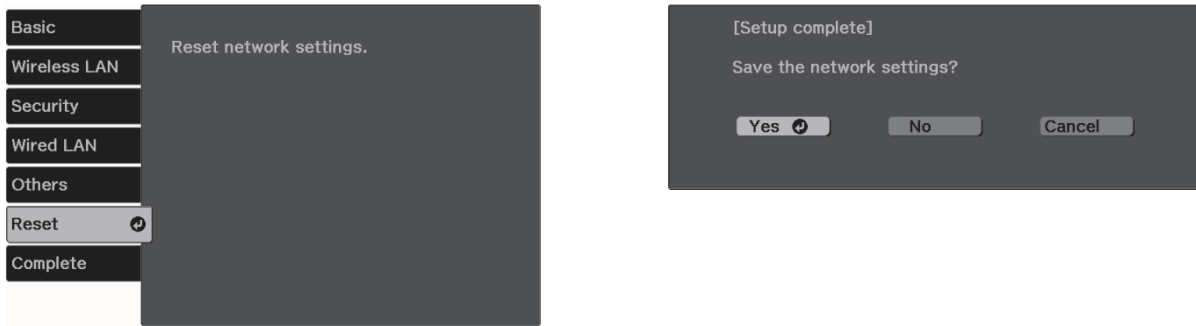 Basic
Wireless LAN
Security
Wired LAN
Others
Reset
Complete
Reset network settings.
[Setup complete]
Save the network settings?
Yes
No
Cancel